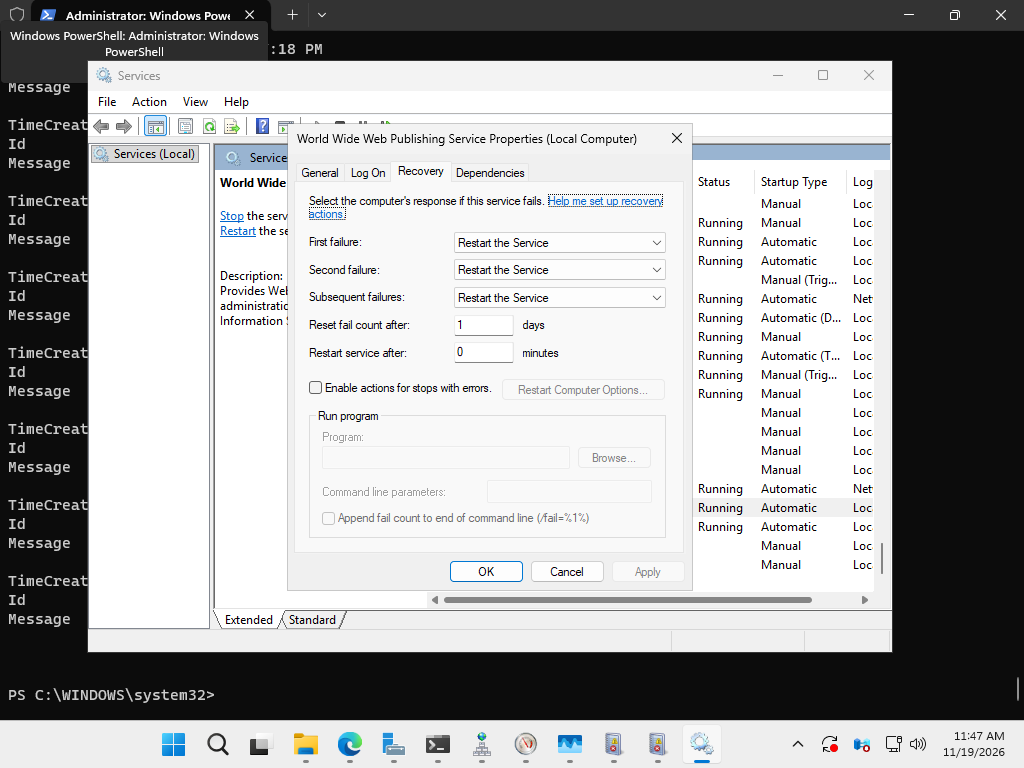 Administrator: Windows Powe
Windows PowerShell: Administrator: Windows
PowerShell
:18 PM
Message
TimeCreat
Id
Message
TimeCreat
Id
Message
TimeCreat
Id
Message
TimeCreat
Id
Message
TimeCreat
Id
Message
TimeCreat
Id
Message
TimeCreat
Id
Message
PS C:\WINDOWS\system32>
Services
File Action View Help
Services (Local)
Service
World Wide
Stop the serv
Restart the se
Description:
Provides Web
administratio
Information S
World Wide Web Publishing Service Properties (Local Computer)
General Log On Recovery Dependencies
Select the computer's response if this service fails. Help me set up recovery
actions.
First failure: Restart the Service
Second failure: Restart the Service
Subsequent failures: Restart the Service
Reset fail count after: 1 days
Restart service after: 0 minutes
Enable actions for stops with errors. Restart Computer Options...
Run program
Program:
Browse...
Command line parameters:
Append fail count to end of command line (/fail=%1%)
OK Cancel Apply
Status Startup Type Log
Manual Loc
Running Manual Loc
Running Automatic Loc
Running Automatic Loc
Manual (Trig... Loc
Running Automatic Net
Running Automatic (D... Loc
Running Manual Loc
Running Automatic (T... Loc
Running Manual (Trig... Loc
Running Manual Loc
Manual Loc
Manual Loc
Manual Loc
Manual Loc
Running Automatic Net
Running Automatic Loc
Running Automatic Loc
Manual Loc
Manual Loc
Extended Standard
11:47 AM
11/19/2026